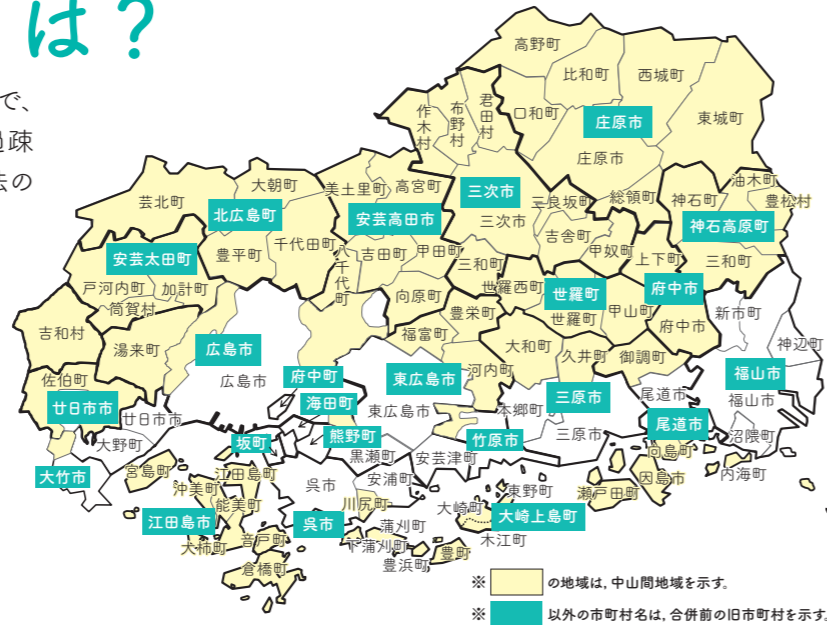 は？
で、
過疎
法の
高野町
比和町
西城町
東城町
口和町
君田村
布野村
作木村
庄原市
庄原市
総領町
油木町
神石町
豊松村
神石高原町
三和町
大朝町
芸北町
北広島町
豊平町
千代田町
美土里町
高宮町
安芸高田市
吉田町
甲田町
八千代町
向原町
三次市
三次市
三良坂町
吉舎町
甲奴町
三和町
上下町
府中市
府中市
世羅西町
世羅町
世羅町
甲山町
安芸太田町
戸河内町
加計町
筒賀村
吉和村
湯来町
佐伯町
廿日市市
廿日市市
大野町
大竹市
宮島町
広島市
広島市
府中町
海田町
熊野町
坂町
福富町
豊栄町
河内町
東広島市
東広島市
黒瀬町
安芸津町
大和町
久井町
本郷町
三原市
三原市
竹原市
御調町
尾道市
尾道市
向島町
因島市
瀬戸田町
新市町
神辺町
福山市
福山市
沼隈町
内海町
江田島町
沖美町
能美町
江田島市
大柿町
呉市
呉市
安浦町
川尻町
音戸町
倉橋町
蒲刈町
下蒲刈町
豊浜町
豊町
大崎町
東野町
大崎上島町
木江町
※ の地域は，中山間地域を示す。
※ 以外の市町村名は，合併前の旧市町村を示す。